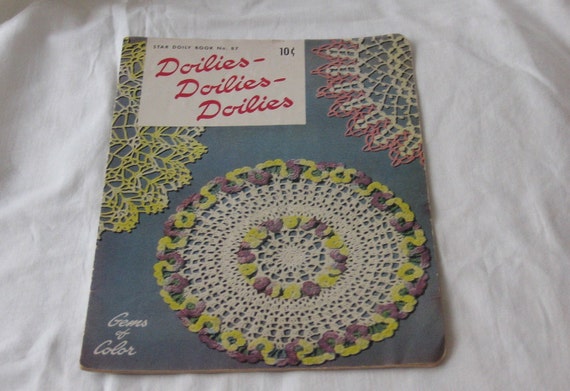 STAR DOILY BOOK No. 87
10¢
Doilies-
Doilies-
Doilies
Gems
of
Color